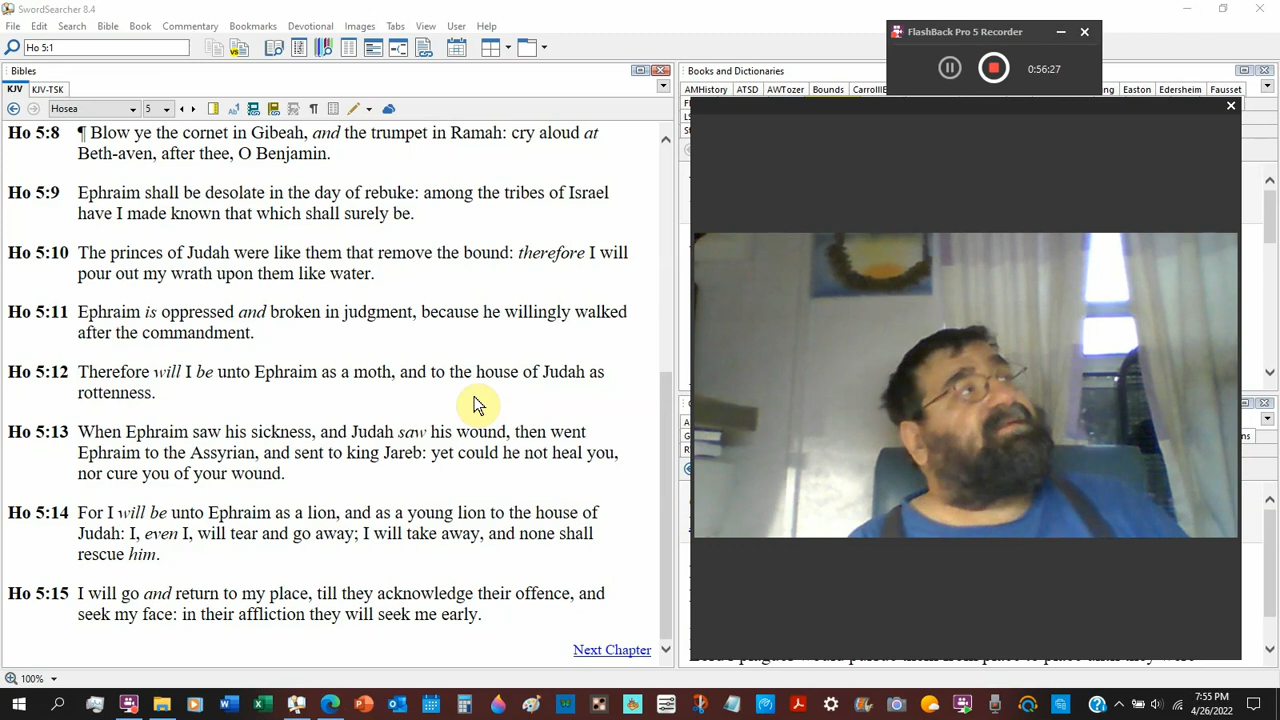 SwordSearcher 8.4
File Edit Search Bible Book Commentary Bookmarks Devotional Images Tabs View User Help
Ho 5:1
FlashBack Pro 5 Recorder
0:56:27
Bibles
Books and Dictionaries
KJV KJV-TSK
AMHistory ATSD AWTozer Bounds Easton Edersheim Fausset
Hosea 5
Ho 5:8 ¶ Blow ye the cornet in Gibeah, and the trumpet in Ramah: cry aloud at
Beth-aven, after thee, O Benjamin.
Ho 5:9 Ephraim shall be desolate in the day of rebuke: among the tribes of Israel
have I made known that which shall surely be.
Ho 5:10 The princes of Judah were like them that remove the bound: therefore I will
pour out my wrath upon them like water.
Ho 5:11 Ephraim is oppressed and broken in judgment, because he willingly walked
after the commandment.
Ho 5:12 Therefore will I be unto Ephraim as a moth, and to the house of Judah as
rottenness.
Ho 5:13 When Ephraim saw his sickness, and Judah saw his wound, then went
Ephraim to the Assyrian, and sent to king Jareb: yet could he not heal you,
nor cure you of your wound.
Ho 5:14 For I will be unto Ephraim as a lion, and as a young lion to the house of
Judah: I, even I, will tear and go away; I will take away, and none shall
rescue him.
Ho 5:15 I will go and return to my place, till they acknowledge their offence, and
seek my face: in their affliction they will seek me early.
Next Chapter
100%
7:55 PM
4/26/2022